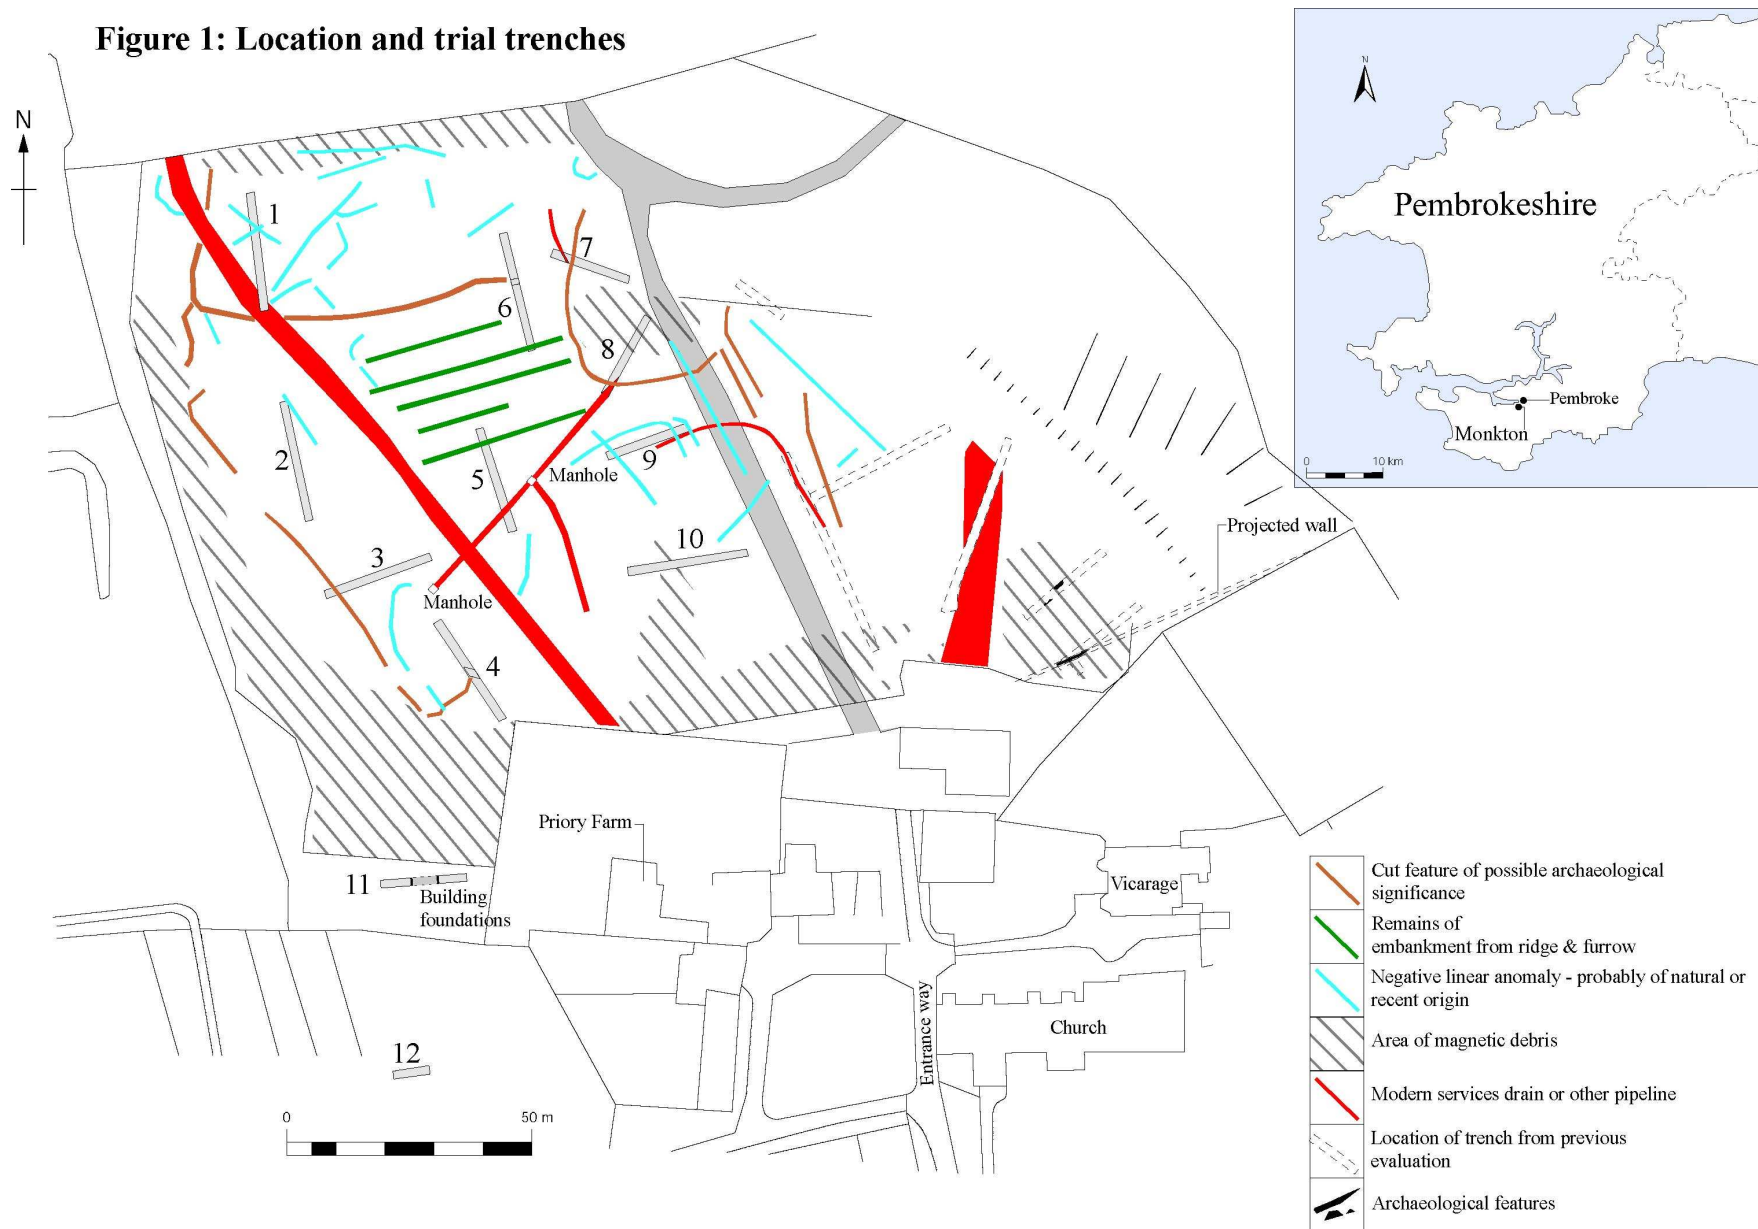 Figure 1: Location and trial trenches
N
N
Pembrokeshire
Pembroke
Monkton
0
10 km
1
7
6
8
2
5
Manhole
9
3
10
Manhole
4
Projected wall
Priory Farm
11
Building
foundations
Vicarage
12
Entrance way
Church
0
50 m
Cut feature of possible archaeological
significance
Remains of
embankment from ridge & furrow
Negative linear anomaly - probably of natural or
recent origin
Area of magnetic debris
Modern services drain or other pipeline
Location of trench from previous
evaluation
Archaeological features